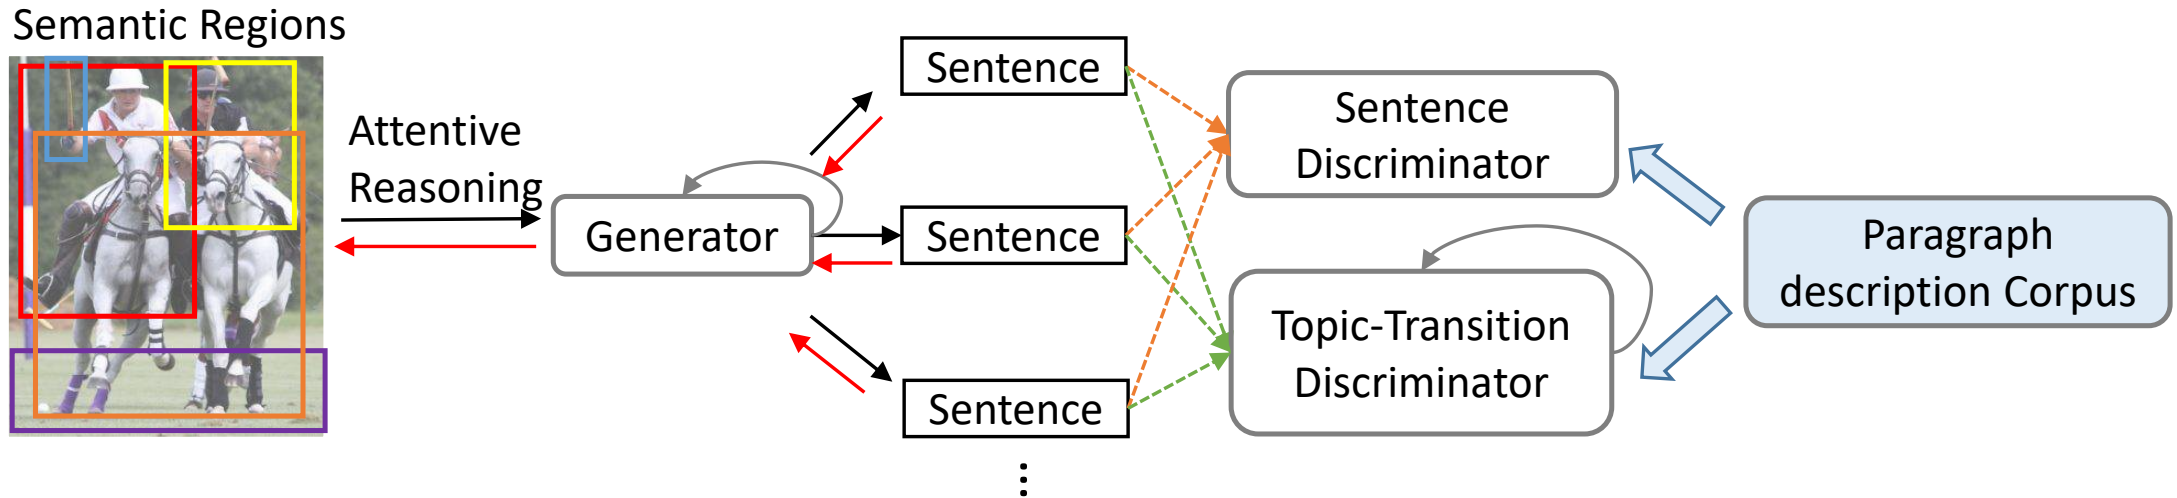 Semantic Regions
Attentive
Reasoning
Generator
Sentence
Sentence
Sentence
⋮
Sentence
Discriminator
Topic-Transition
Discriminator
Paragraph
description Corpus